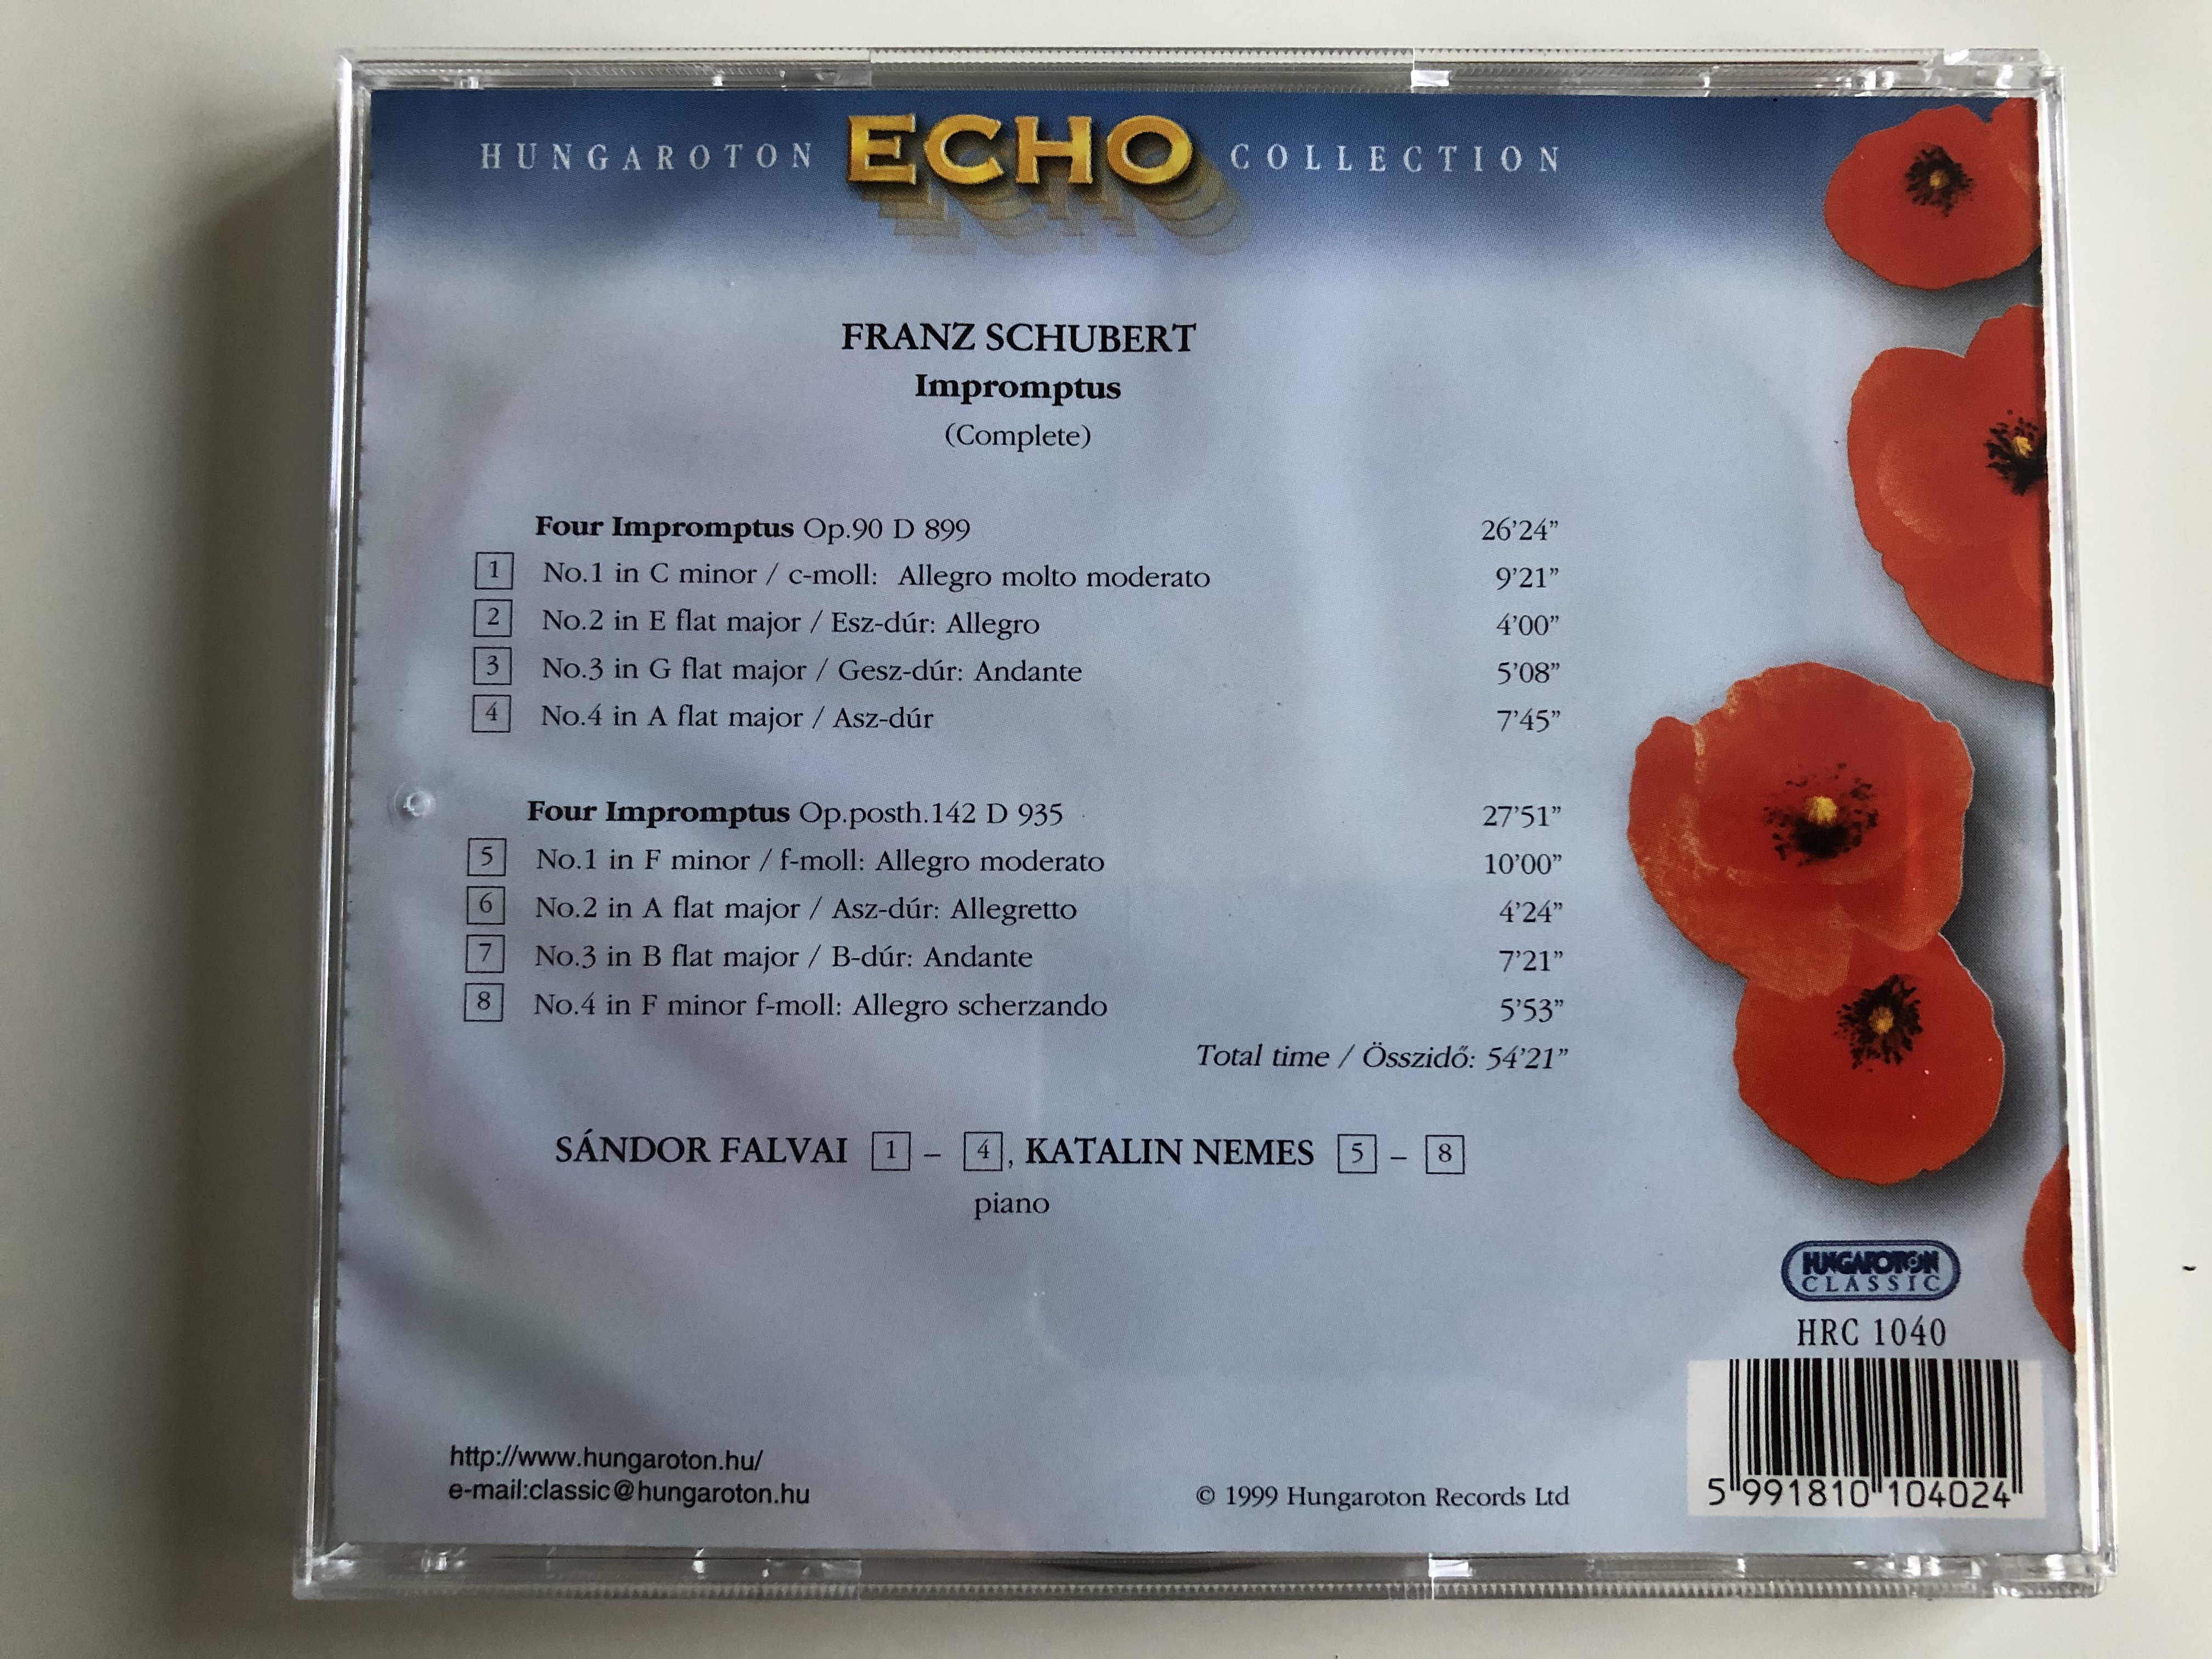 HUNGAROTON ECHO COLLECTION
FRANZ SCHUBERT
Impromptus
(Complete)
Four Impromptus Op.90 D 899 26’24”
1 No.1 in C minor / c-moll: Allegro molto moderato 9’21”
2 No.2 in E flat major / Esz-dúr: Allegro 4’00”
3 No.3 in G flat major / Gesz-dúr: Andante 5’08”
4 No.4 in A flat major / Asz-dúr 7’45”
Four Impromptus Op.posth.142 D 935 27’51”
5 No.1 in F minor / f-moll: Allegro moderato 10’00”
6 No.2 in A flat major / Asz-dúr: Allegretto 4’24”
7 No.3 in B flat major / B-dúr: Andante 7’21”
8 No.4 in F minor f-moll: Allegro scherzando 5’53”
Total time / Összidő: 54’21”
SÁNDOR FALVAI 1 – 4, KATALIN NEMES 5 – 8
piano
HUNGAROTON
CLASSIC
HRC 1040
http://www.hungaroton.hu/
e-mail:classic@hungaroton.hu
© 1999 Hungaroton Records Ltd
5 991810 104024